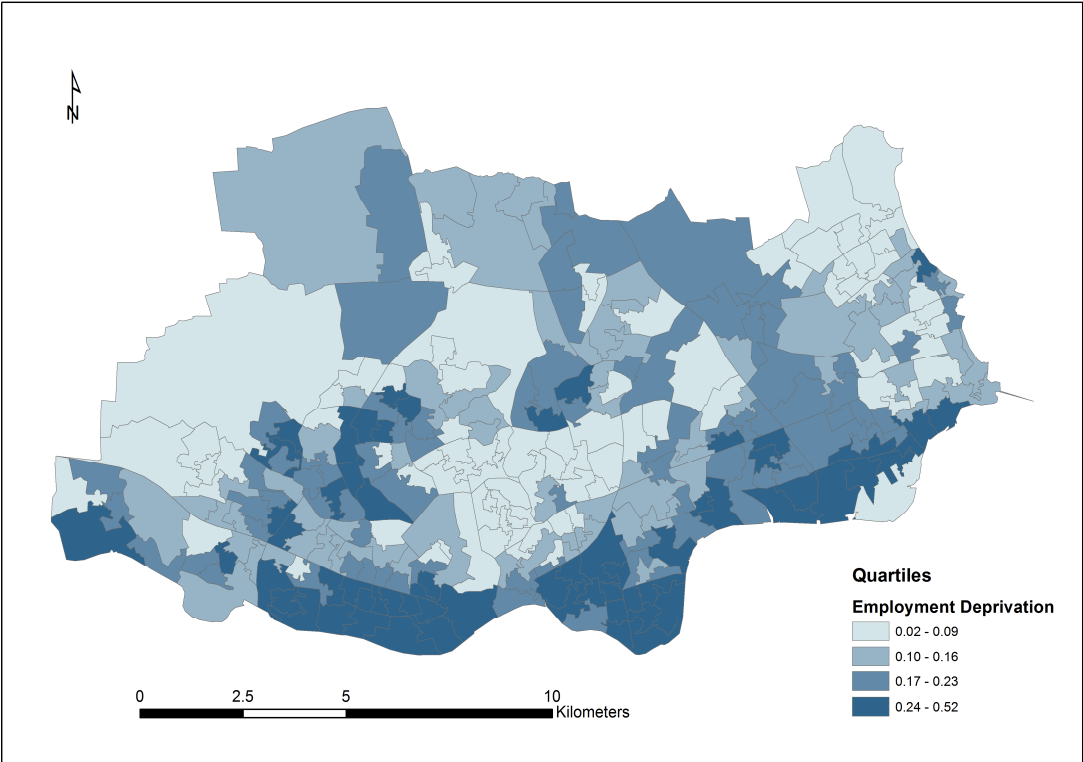 N
Quartiles
Employment Deprivation
0.02 - 0.09
0.10 - 0.16
0.17 - 0.23
0.24 - 0.52
0 2.5 5 10
Kilometers